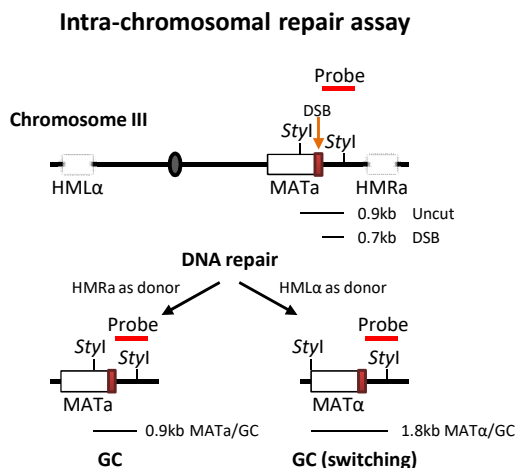 Intra-chromosomal repair assay
Probe
Chromosome III
DSB
StyI
StyI
HMLα
MATa
HMRa
0.9kb Uncut
0.7kb DSB
DNA repair
HMRa as donor
HMLα as donor
Probe
Probe
StyI
StyI
StyI
StyI
MATa
MATα
0.9kb MATa/GC
1.8kb MATα/GC
GC
GC (switching)